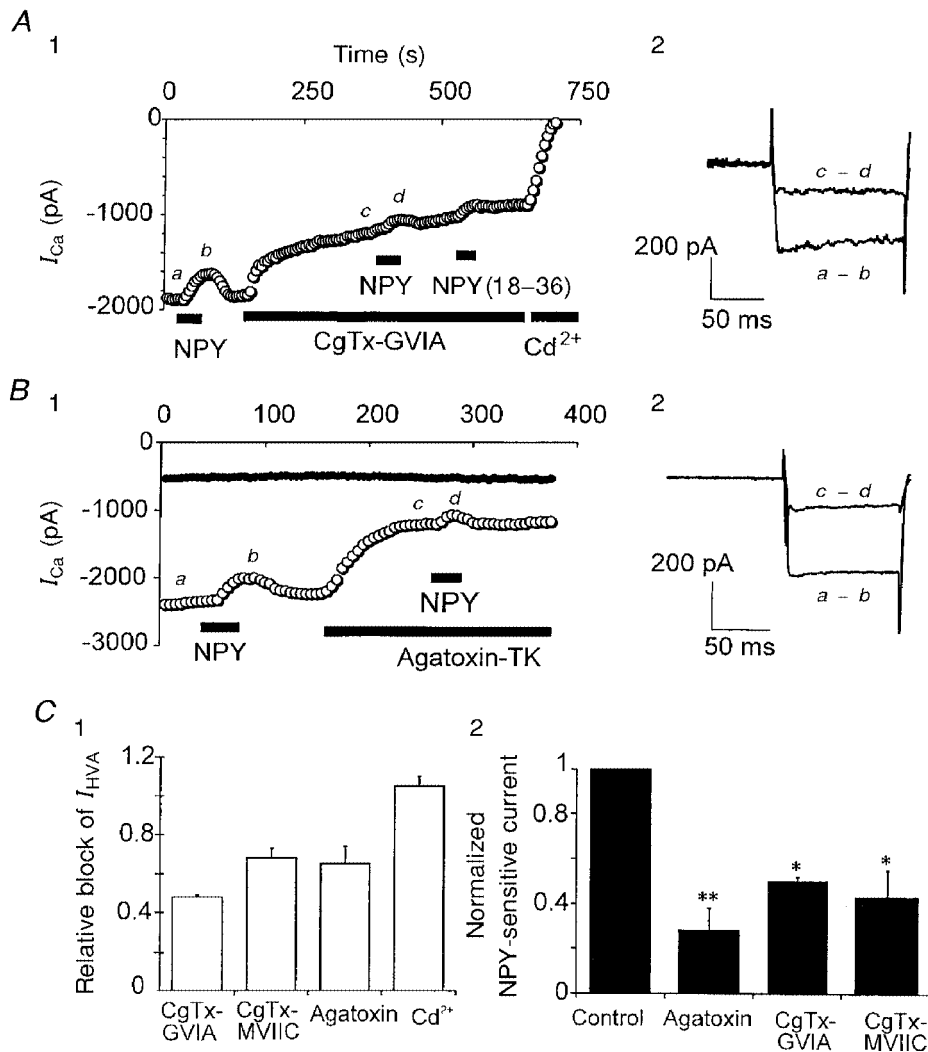 A
1
2
Time (s)
0 250 500 750
0
-1000
-2000
I_Ca (pA)
a
b
c
d
NPY
NPY
NPY (18–36)
CgTx-GVIA
Cd²⁺
c – d
a – b
200 pA
50 ms
B
1
2
0 100 200 300 400
0
-1000
-2000
-3000
I_Ca (pA)
a
b
c
d
NPY
NPY
Agatoxin-TK
c – d
a – b
200 pA
50 ms
C
1
2
Relative block of I_HVA
1.2
0.8
0.4
CgTx-GVIA
CgTx-MVIIC
Agatoxin
Cd²⁺
Normalized
NPY-sensitive current
1
0.8
0.4
0
**
*
*
Control
Agatoxin
CgTx-GVIA
CgTx-MVIIC